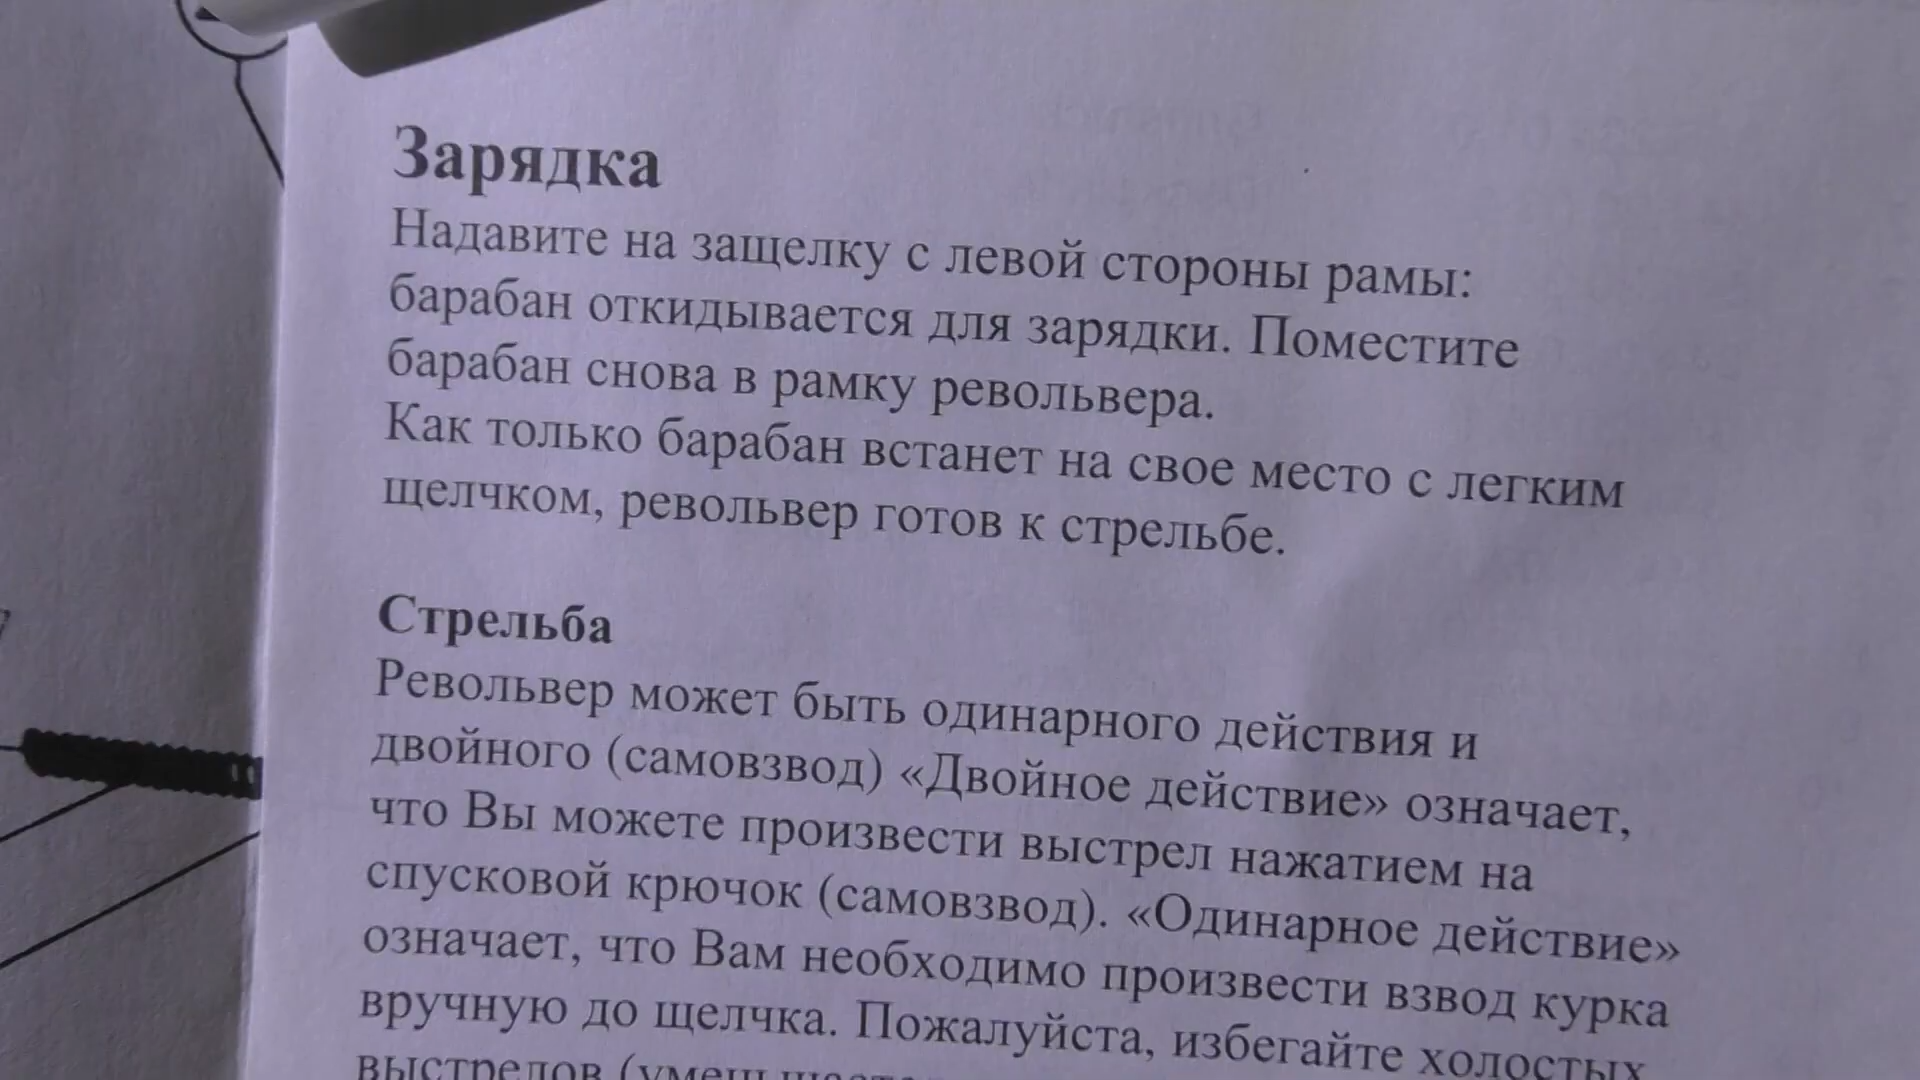 Зарядка
Надавите на защелку с левой стороны рамы:
барабан откидывается для зарядки. Поместите
барабан снова в рамку револьвера.
Как только барабан встанет на свое место с легким
щелчком, револьвер готов к стрельбе.
Стрельба
Револьвер может быть одинарного действия и
двойного (самовзвод) «Двойное действие» означает,
что Вы можете произвести выстрел нажатием на
спусковой крючок (самовзвод). «Одинарное действие»
означает, что Вам необходимо произвести взвод курка
вручную до щелчка. Пожалуйста, избегайте холостых
выстрелов